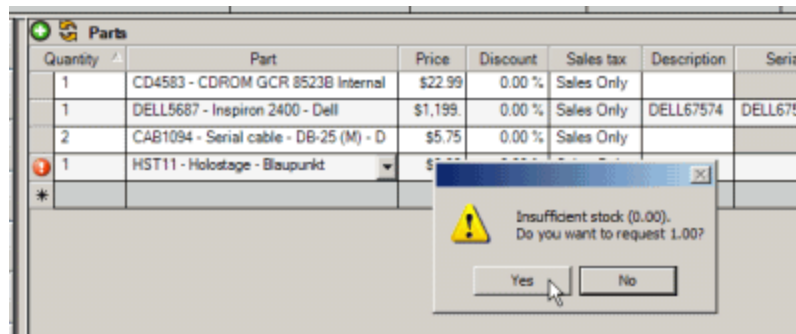 Parts
Quantity Part Price Discount Sales tax Description Seria
1 CD4583 - CDROM GCR 8523B Internal $22.99 0.00 % Sales Only
1 DELL5687 - Inspiron 2400 - Dell $1,199. 0.00 % Sales Only DELL67574 DELL675
2 CAB1094 - Serial cable - DB-25 (M) - D $5.75 0.00 % Sales Only
1 HST11 - Holostage - Blaupunkt
Insufficient stock (0.00).
Do you want to request 1.00?
Yes No